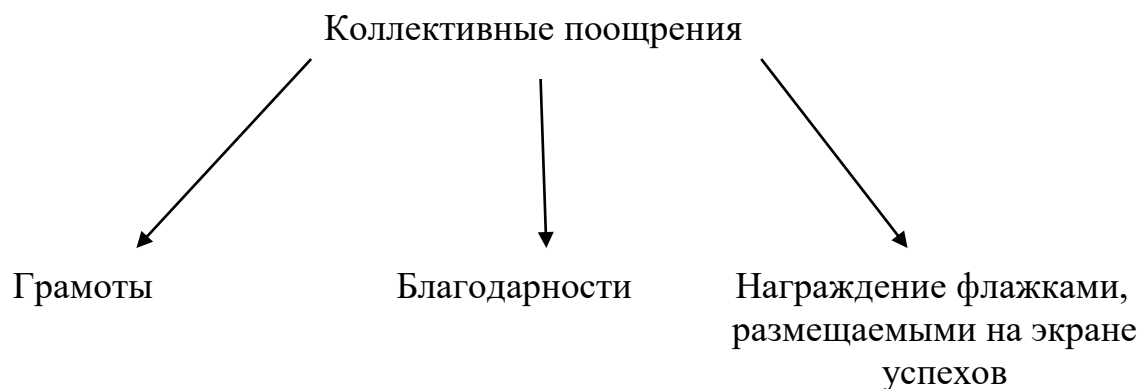 Коллективные поощрения
Грамоты
Благодарности
Награждение флажками,
размещаемыми на экране
успехов